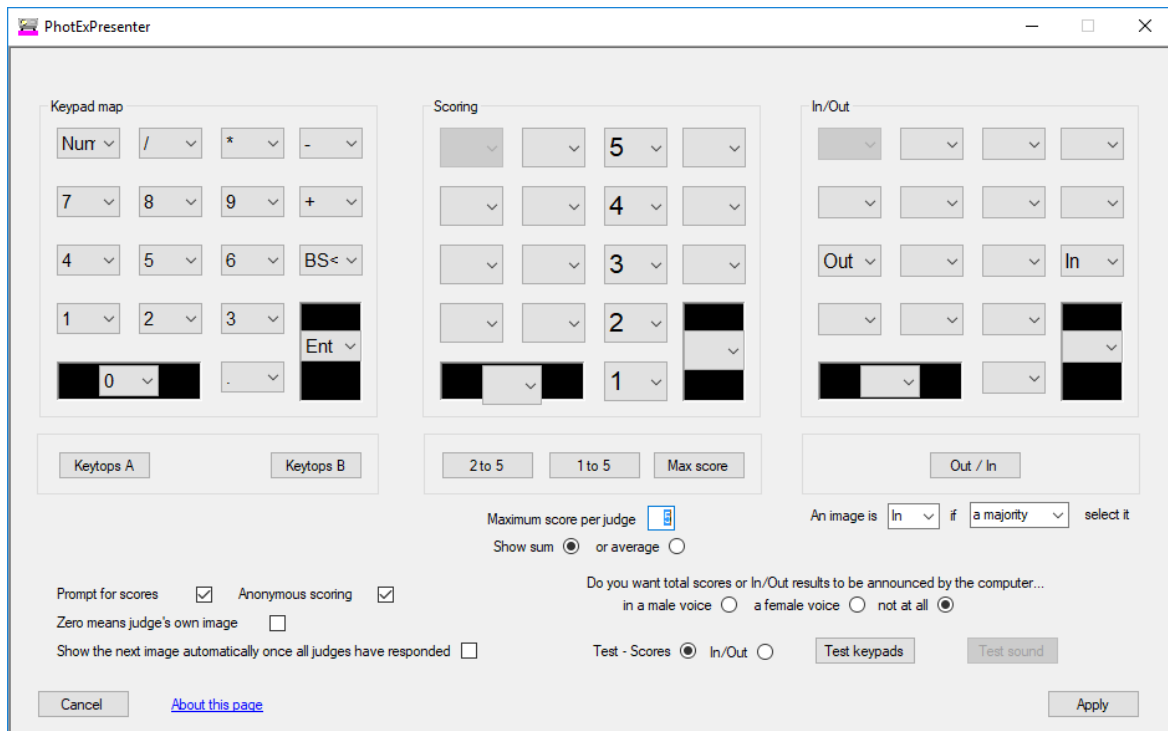 PhotExPresenter
Keypad map Scoring In/Out
Num / * - 5
7 8 9 + 4
4 5 6 BS< 3 Out In
1 2 3 2
Ent
0 . 1
Keytops A Keytops B 2 to 5 1 to 5 Max score Out / In
Maximum score per judge An image is In if a majority select it
Show sum or average
Do you want total scores or In/Out results to be announced by the computer...
Prompt for scores Anonymous scoring in a male voice a female voice not at all
Zero means judge's own image
Show the next image automatically once all judges have responded Test - Scores In/Out Test keypads Test sound
Cancel About this page Apply